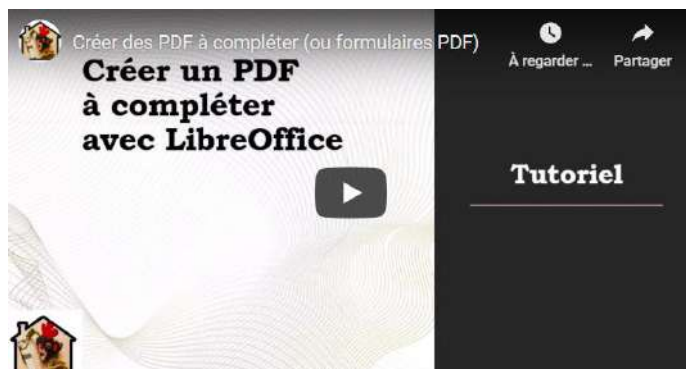 Créer des PDF à compléter (ou formulaires PDF)
À regarder ...
Partager
Créer un PDF
à compléter
avec LibreOffice
Tutoriel